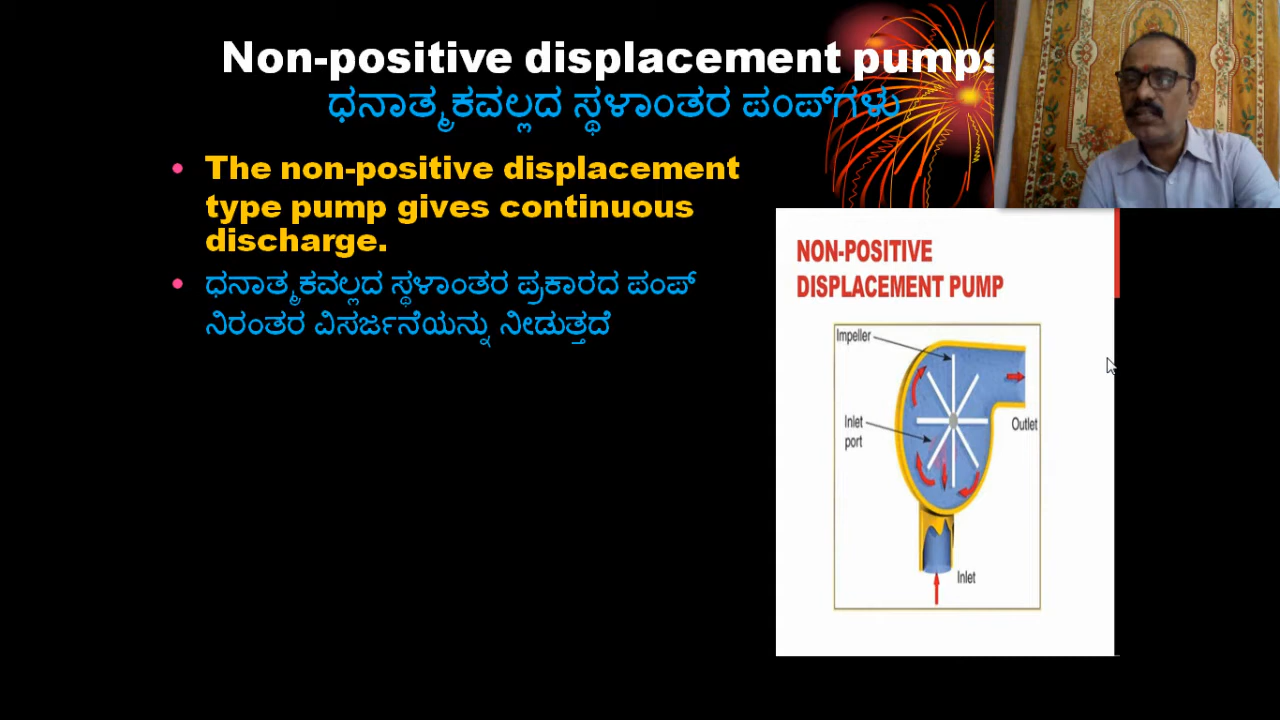 Non-positive displacement pumps
ಧನಾತ್ಮಕವಲ್ಲದ ಸ್ಥಳಾಂತರ ಪಂಪ್‌ಗಳು
The non-positive displacement
type pump gives continuous
discharge.
ಧನಾತ್ಮಕವಲ್ಲದ ಸ್ಥಳಾಂತರ ಪ್ರಕಾರದ ಪಂಪ್
ನಿರಂತರ ವಿಸರ್ಜನೆಯನ್ನು ನೀಡುತ್ತದೆ
NON-POSITIVE
DISPLACEMENT PUMP
Impeller
Inlet
port
Outlet
Inlet